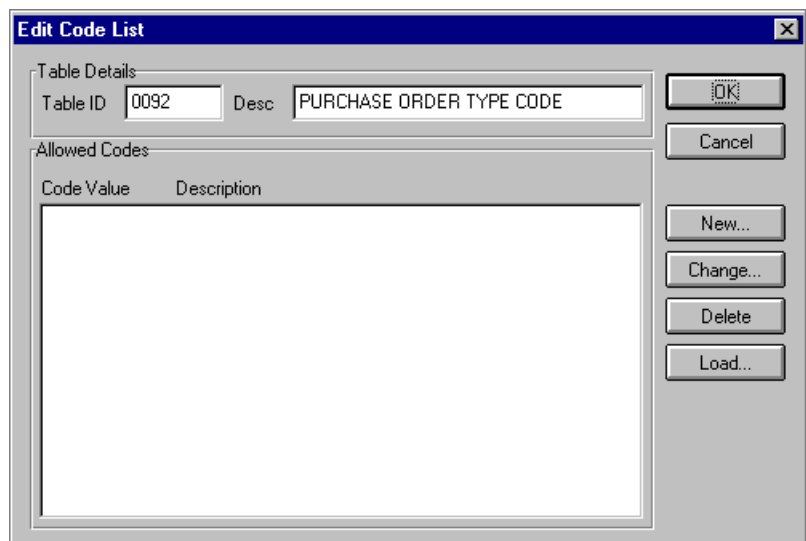 Edit Code List
Table Details
Table ID 0092 Desc PURCHASE ORDER TYPE CODE
OK
Cancel
Allowed Codes
Code Value Description
New...
Change...
Delete
Load...